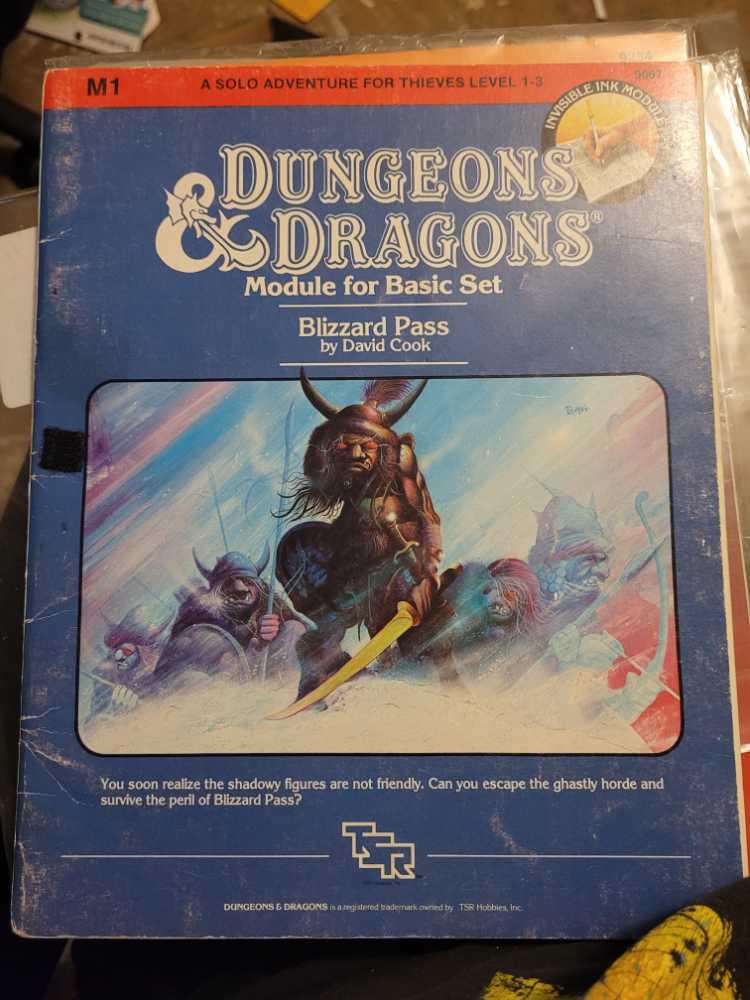 9234
M1
A SOLO ADVENTURE FOR THIEVES LEVEL 1-3
9067
INVISIBLE INK MODULE
DUNGEONS
& DRAGONS®
Module for Basic Set
Blizzard Pass
by David Cook
You soon realize the shadowy figures are not friendly. Can you escape the ghastly horde and
survive the peril of Blizzard Pass?
TSR
DUNGEONS & DRAGONS is a registered trademark owned by TSR Hobbies, Inc.